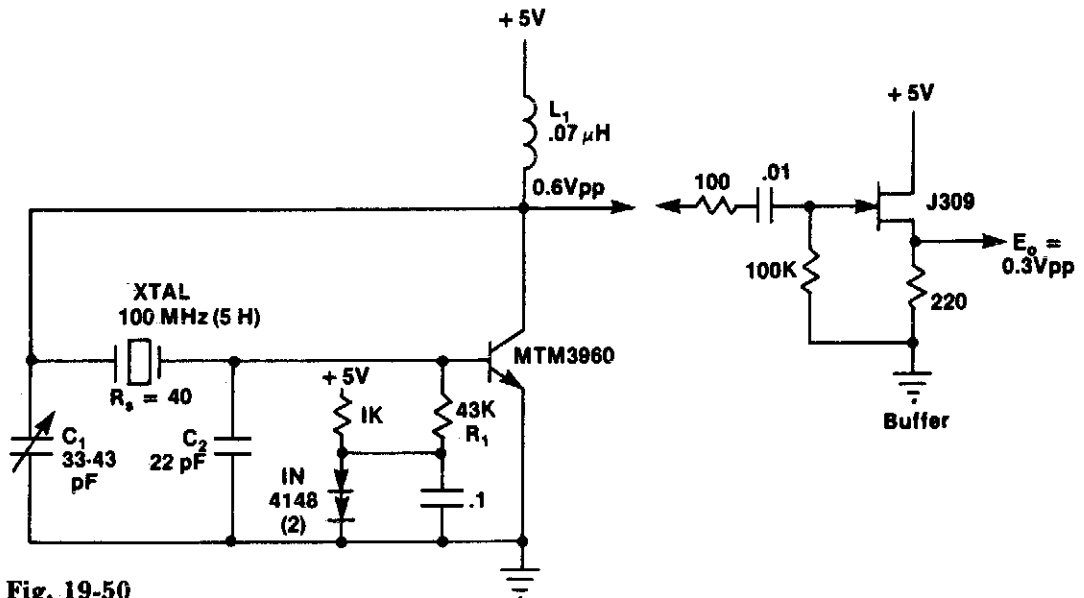 + 5V
L₁
.07 μH
0.6Vpp
+ 5V
100
.01
J309
100K
E₀ =
0.3Vpp
220
Buffer
XTAL
100 MHz (5 H)
Rₛ = 40
MTM3960
+ 5V
IK
43K
R₁
C₁
33-43
pF
C₂
22 pF
IN
4148
(2)
.1
Fig. 19-50